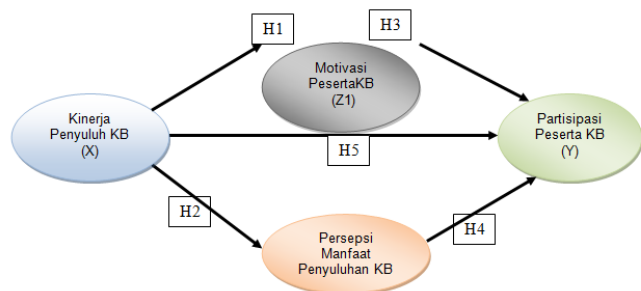 H1
H3
Motivasi
PesertaKB
(Z1)
Kinerja
Penyuluh KB
(X)
Partisipasi
Peserta KB
(Y)
H5
H2
H4
Persepsi
Manfaat
Penyuluhan KB